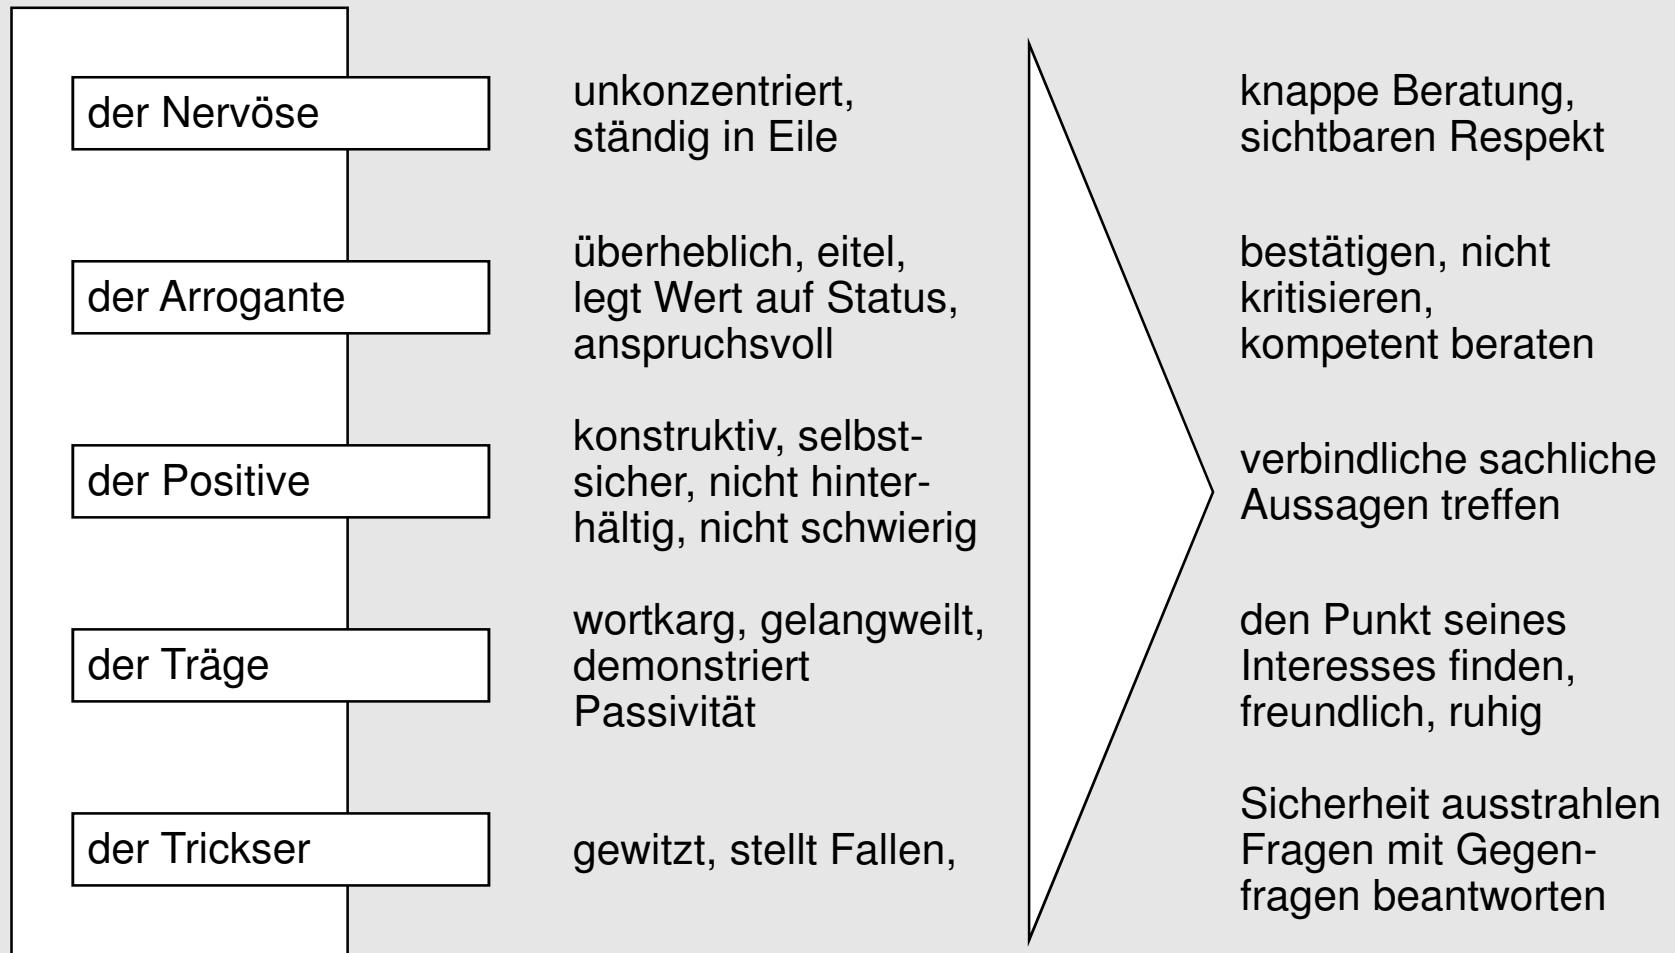 der Nervöse
unkonzentriert,
ständig in Eile
knappe Beratung,
sichtbaren Respekt
der Arrogante
überheblich, eitel,
legt Wert auf Status,
anspruchsvoll
bestätigen, nicht
kritisieren,
kompetent beraten
der Positive
konstruktiv, selbst-
sicher, nicht hinter-
hältig, nicht schwierig
verbindliche sachliche
Aussagen treffen
der Träge
wortkarg, gelangweilt,
demonstriert
Passivität
den Punkt seines
Interesses finden,
freundlich, ruhig
der Trickser
gewitzt, stellt Fallen,
Sicherheit ausstrahlen
Fragen mit Gegen-
fragen beantworten